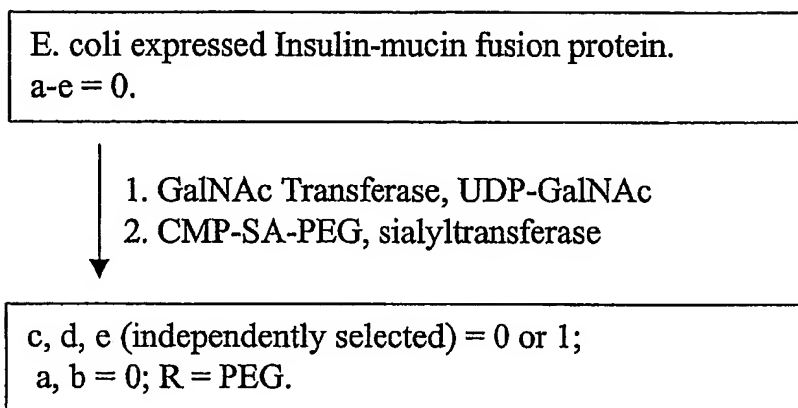 E. coli expressed Insulin-mucin fusion protein.
a-e = 0.
1. GalNAc Transferase, UDP-GalNAc
2. CMP-SA-PEG, sialyltransferase
c, d, e (independently selected) = 0 or 1;
a, b = 0; R = PEG.